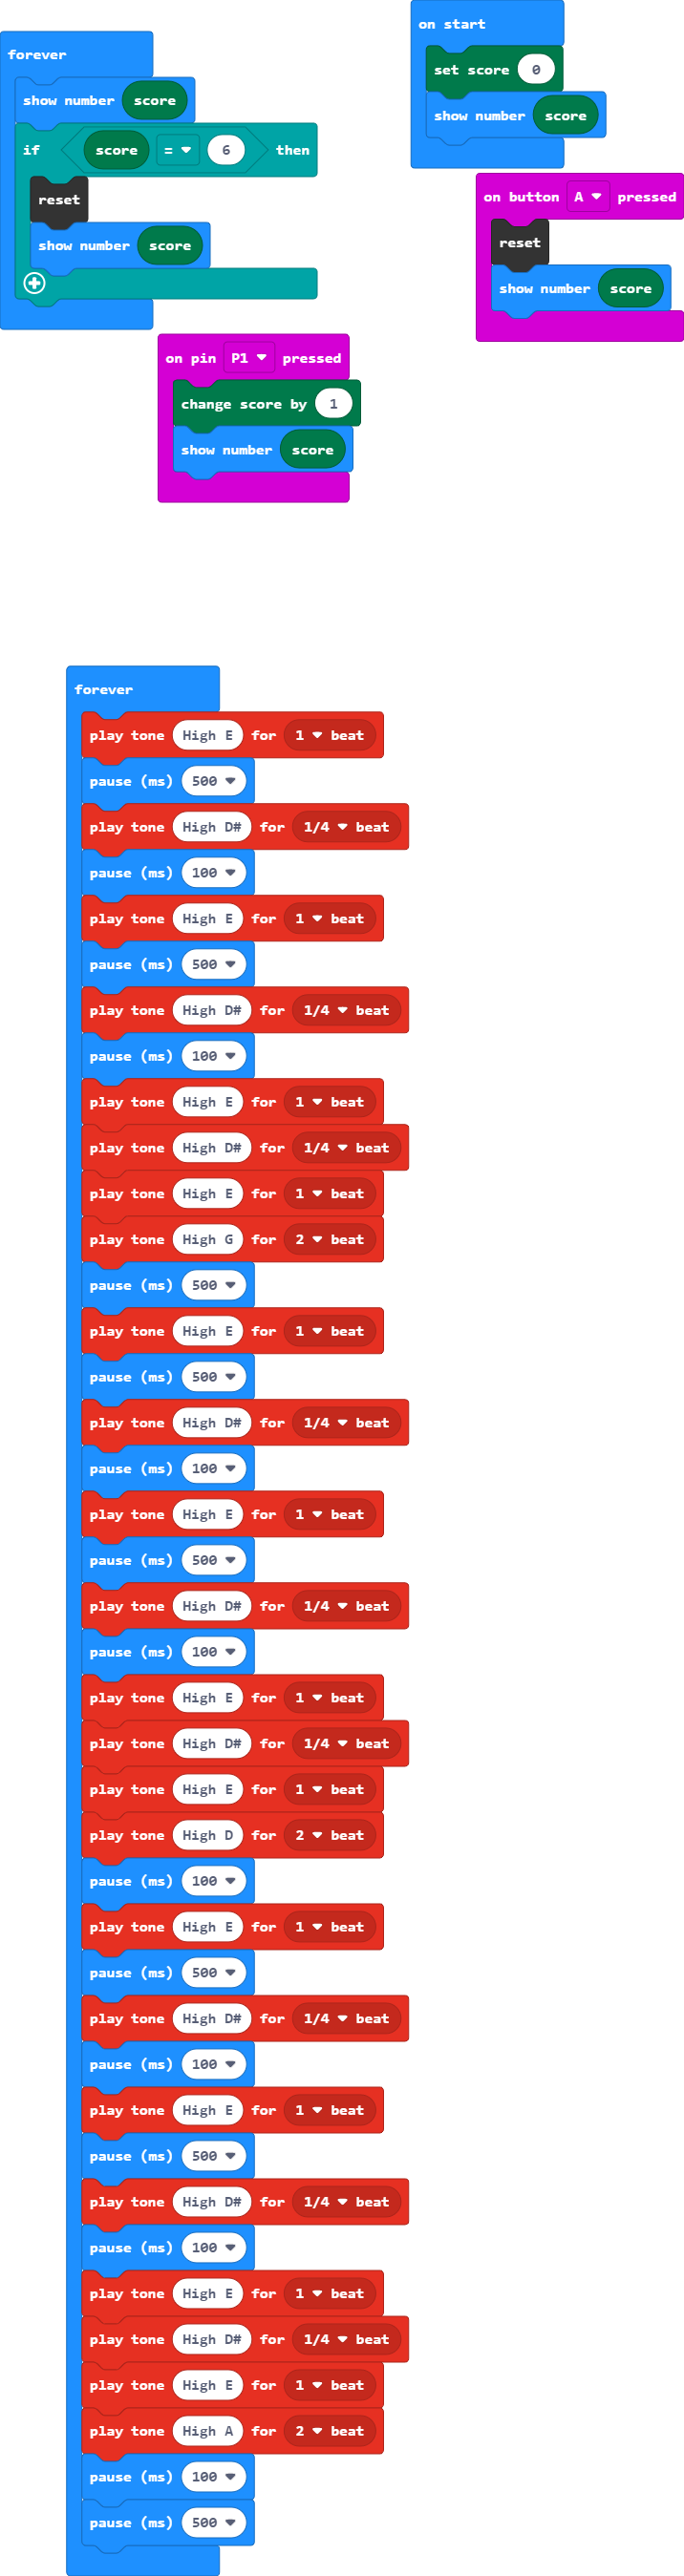 forever
show number score
if score = 6 then
reset
show number score
on start
set score 0
show number score
on button A pressed
reset
show number score
on pin P1 pressed
change score by 1
show number score
forever
play tone High E for 1 beat
pause (ms) 500
play tone High D# for 1/4 beat
pause (ms) 100
play tone High E for 1 beat
pause (ms) 500
play tone High D# for 1/4 beat
pause (ms) 100
play tone High E for 1 beat
play tone High D# for 1/4 beat
play tone High E for 1 beat
play tone High G for 2 beat
pause (ms) 500
play tone High E for 1 beat
pause (ms) 500
play tone High D# for 1/4 beat
pause (ms) 100
play tone High E for 1 beat
pause (ms) 500
play tone High D# for 1/4 beat
pause (ms) 100
play tone High E for 1 beat
play tone High D# for 1/4 beat
play tone High E for 1 beat
play tone High D for 2 beat
pause (ms) 100
play tone High E for 1 beat
pause (ms) 500
play tone High D# for 1/4 beat
pause (ms) 100
play tone High E for 1 beat
pause (ms) 500
play tone High D# for 1/4 beat
pause (ms) 100
play tone High E for 1 beat
play tone High D# for 1/4 beat
play tone High E for 1 beat
play tone High A for 2 beat
pause (ms) 100
pause (ms) 500